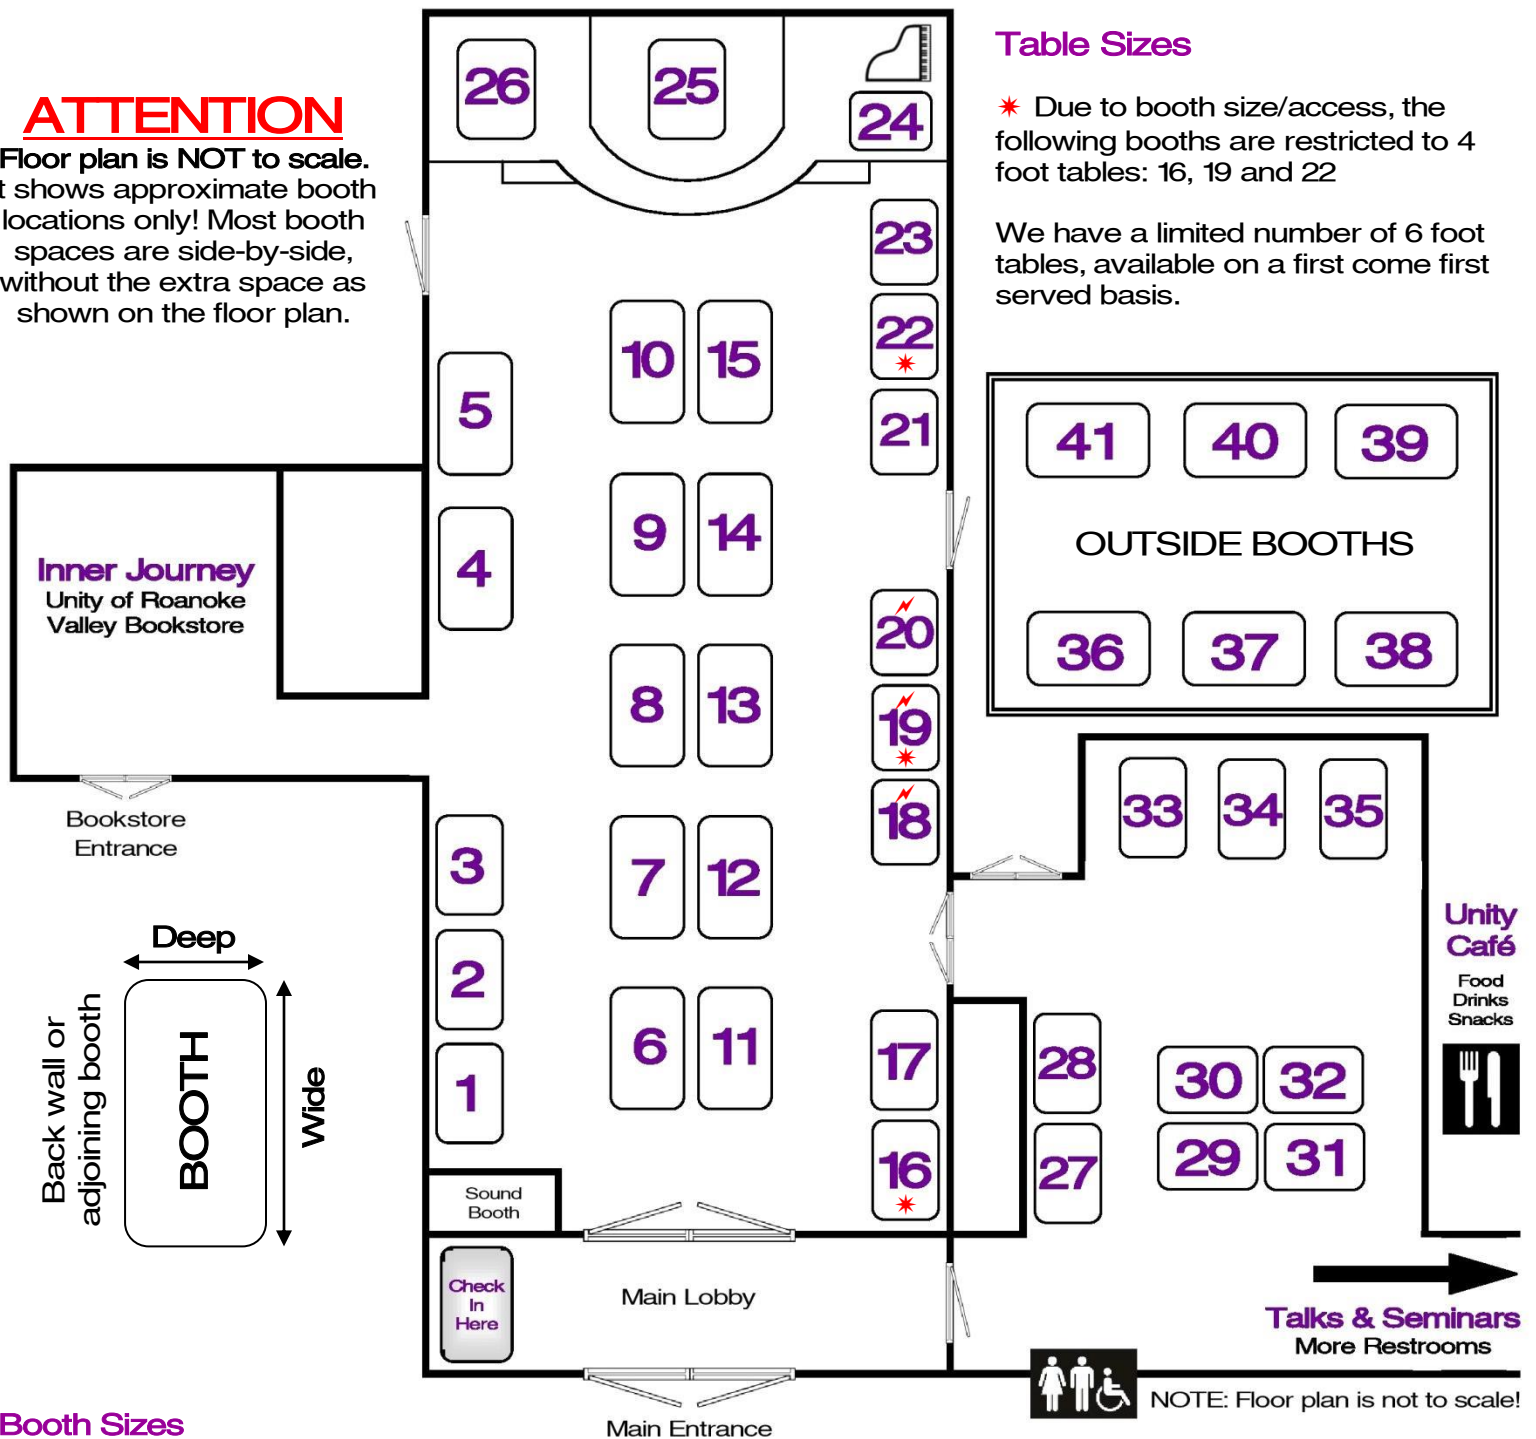 ATTENTION
Floor plan is NOT to scale.
t shows approximate booth
locations only! Most booth
spaces are side-by-side,
without the extra space as
shown on the floor plan.
Table Sizes
Due to booth size/access, the
following booths are restricted to 4
foot tables: 16, 19 and 22
We have a limited number of 6 foot
tables, available on a first come first
served basis.
26
25
24
23
22
21
10
15
5
9
14
4
20
8
13
19
18
3
7
12
2
6
11
17
1
16
41
40
39
OUTSIDE BOOTHS
36
37
38
Inner Journey
Unity of Roanoke
Valley Bookstore
Bookstore
Entrance
33
34
35
Unity
Café
Food
Drinks
Snacks
28
30
32
27
29
31
Deep
Back wall or
adjoining booth
BOOTH
Wide
Sound
Booth
Check
In
Here
Main Lobby
Talks & Seminars
More Restrooms
NOTE: Floor plan is not to scale!
Main Entrance
Booth Sizes